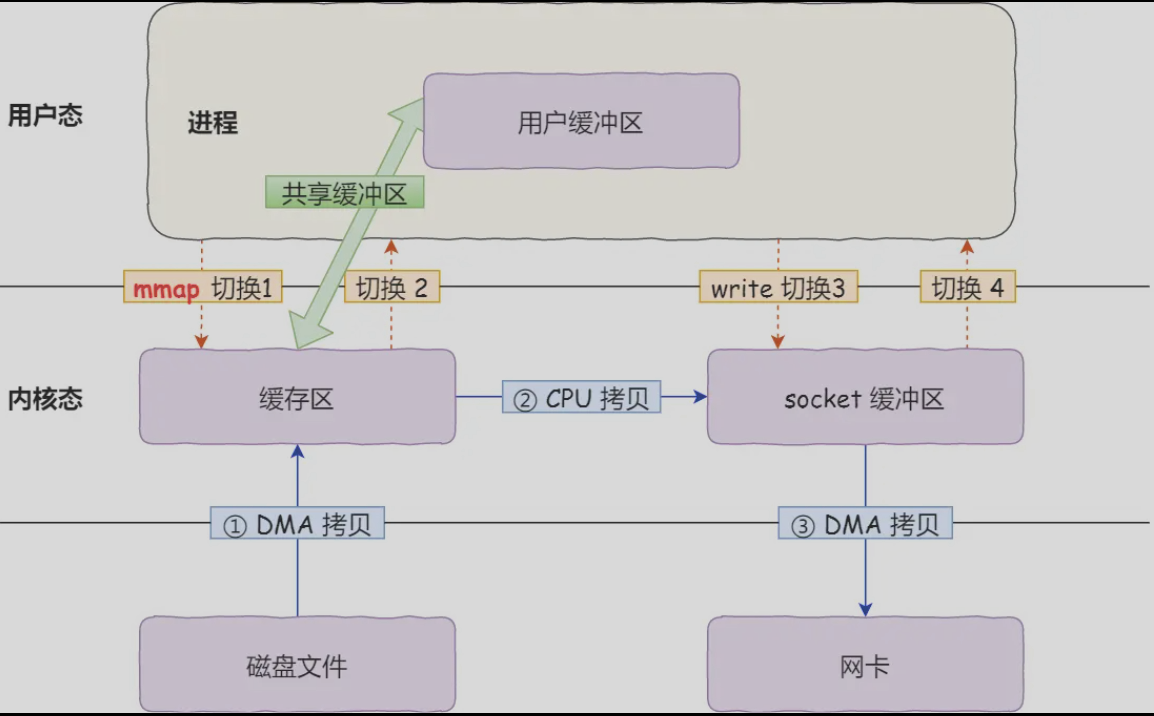 用户态
进程
用户缓冲区
共享缓冲区
mmap 切换1
切换 2
write 切换3
切换 4
内核态
缓存区
② CPU 拷贝
socket 缓冲区
① DMA 拷贝
③ DMA 拷贝
磁盘文件
网卡